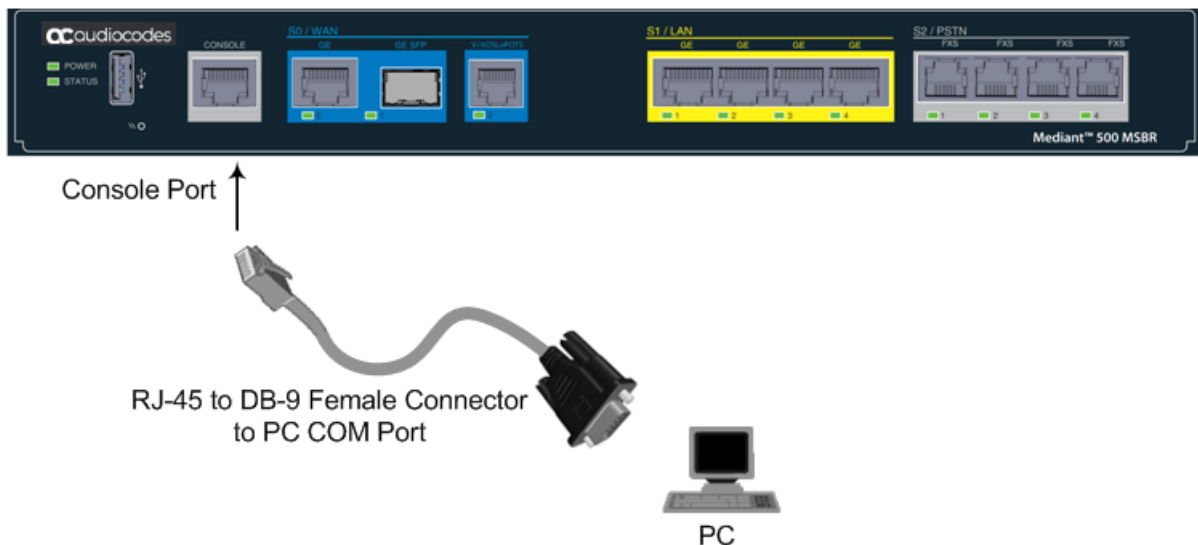 audiocodes
POWER
STATUS
CONSOLE
S0 / WAN
GE
GE SFP
V/ADSLoPOTS
S1 / LAN
GE GE GE GE
1 2 3 4
S2 / PSTN
FXS FXS FXS FXS
1 2 3 4
Mediant™ 500 MSBR
Console Port
RJ-45 to DB-9 Female Connector
to PC COM Port
PC